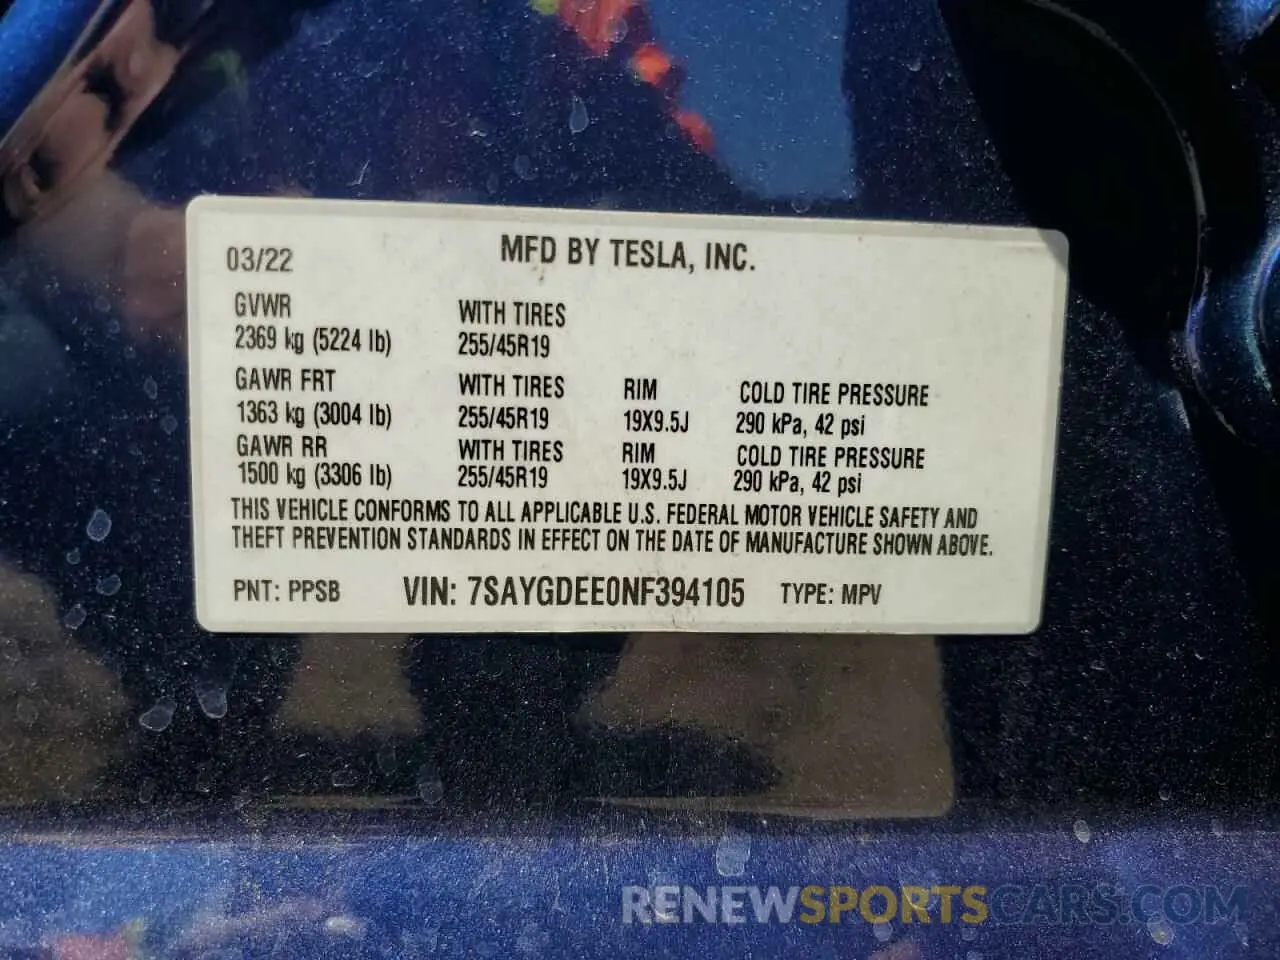 03/22 MFD BY TESLA, INC.
GVWR WITH TIRES
2369 kg (5224 lb) 255/45R19
GAWR FRT WITH TIRES RIM COLD TIRE PRESSURE
1363 kg (3004 lb) 255/45R19 19X9.5J 290 kPa, 42 psi
GAWR RR WITH TIRES RIM COLD TIRE PRESSURE
1500 kg (3306 lb) 255/45R19 19X9.5J 290 kPa, 42 psi
THIS VEHICLE CONFORMS TO ALL APPLICABLE U.S. FEDERAL MOTOR VEHICLE SAFETY AND
THEFT PREVENTION STANDARDS IN EFFECT ON THE DATE OF MANUFACTURE SHOWN ABOVE.
PNT: PPSB VIN: 7SAYGDEE0NF394105 TYPE: MPV
RENEWSPORTSCARS.COM